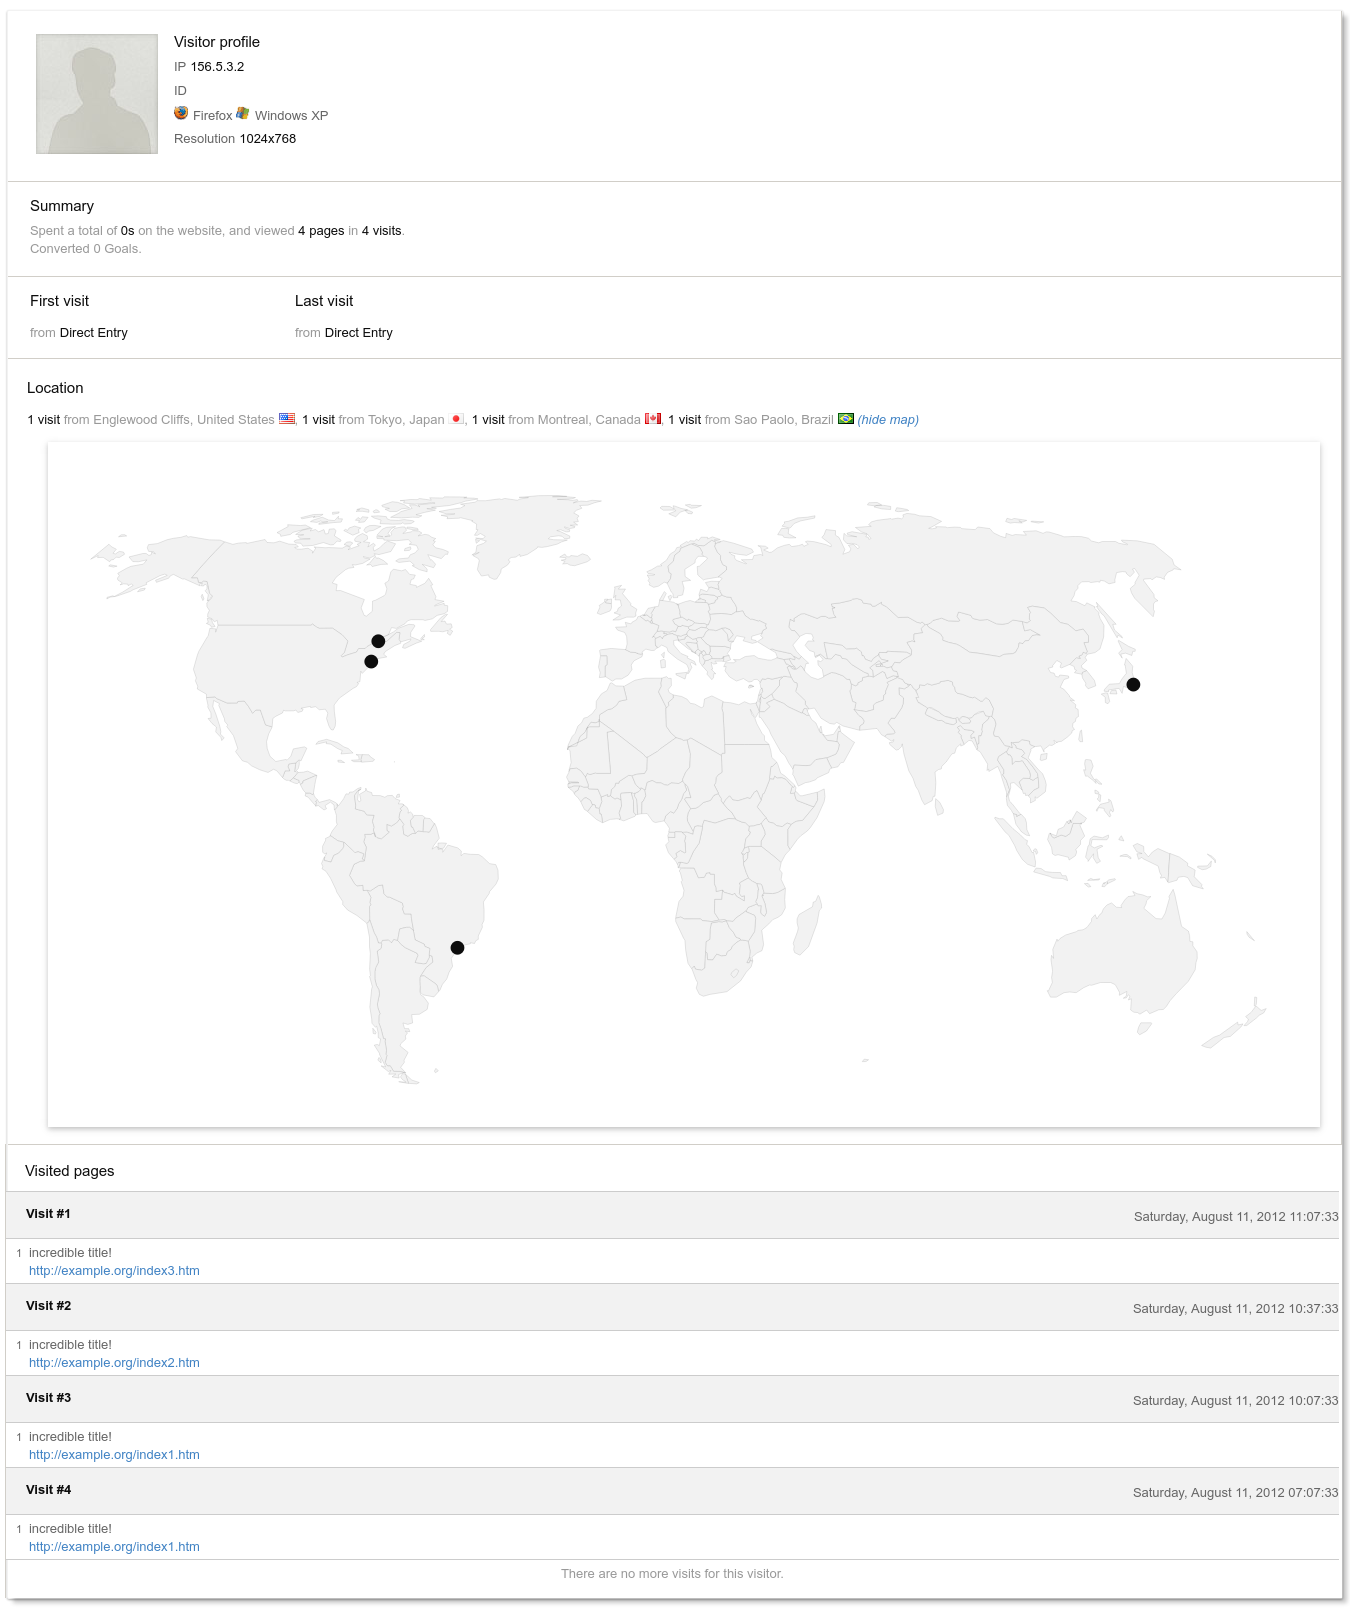 Visitor profile
IP 156.5.3.2
ID
Firefox Windows XP
Resolution 1024x768
Summary
Spent a total of 0s on the website, and viewed 4 pages in 4 visits.
Converted 0 Goals.
First visit
Last visit
from Direct Entry
from Direct Entry
Location
1 visit from Englewood Cliffs, United States , 1 visit from Tokyo, Japan , 1 visit from Montreal, Canada , 1 visit from Sao Paolo, Brazil (hide map)
Visited pages
Visit #1
Saturday, August 11, 2012 11:07:33
1 incredible title!
http://example.org/index3.htm
Visit #2
Saturday, August 11, 2012 10:37:33
1 incredible title!
http://example.org/index2.htm
Visit #3
Saturday, August 11, 2012 10:07:33
1 incredible title!
http://example.org/index1.htm
Visit #4
Saturday, August 11, 2012 07:07:33
1 incredible title!
http://example.org/index1.htm
There are no more visits for this visitor.